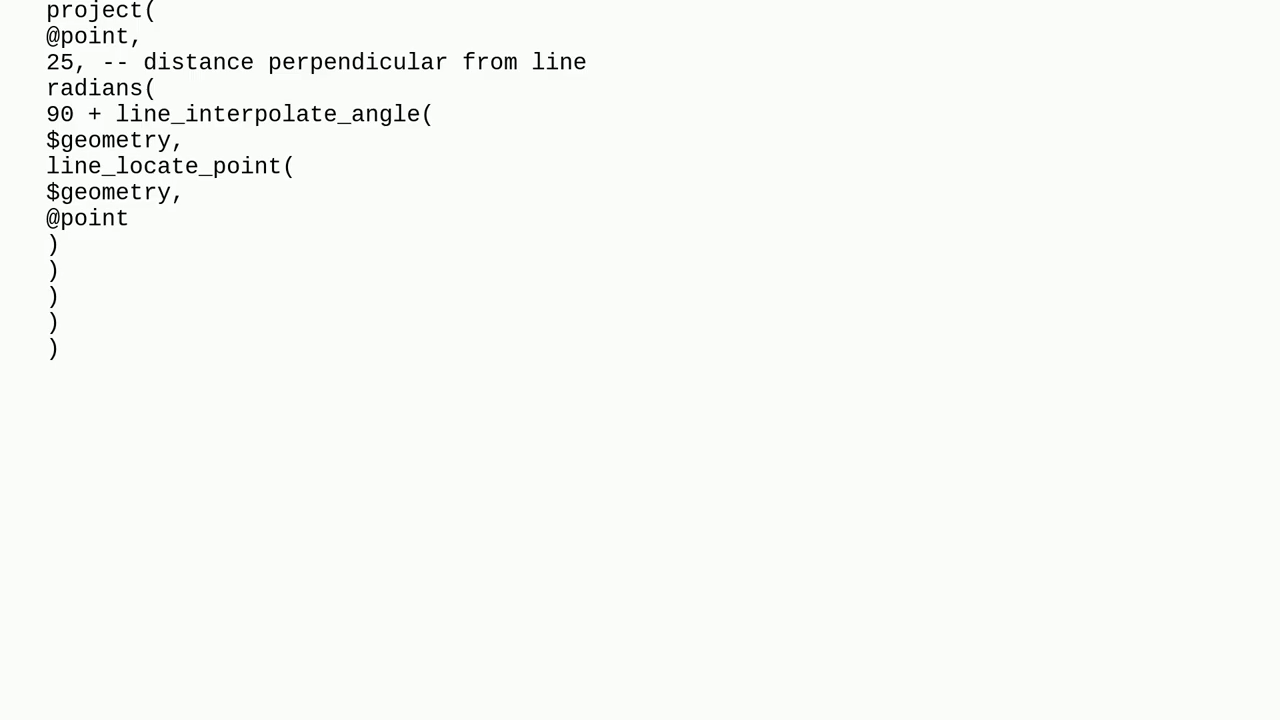 project(
@point,
25, -- distance perpendicular from line
radians(
90 + line_interpolate_angle(
$geometry,
line_locate_point(
$geometry,
@point
)
)
)
)
)